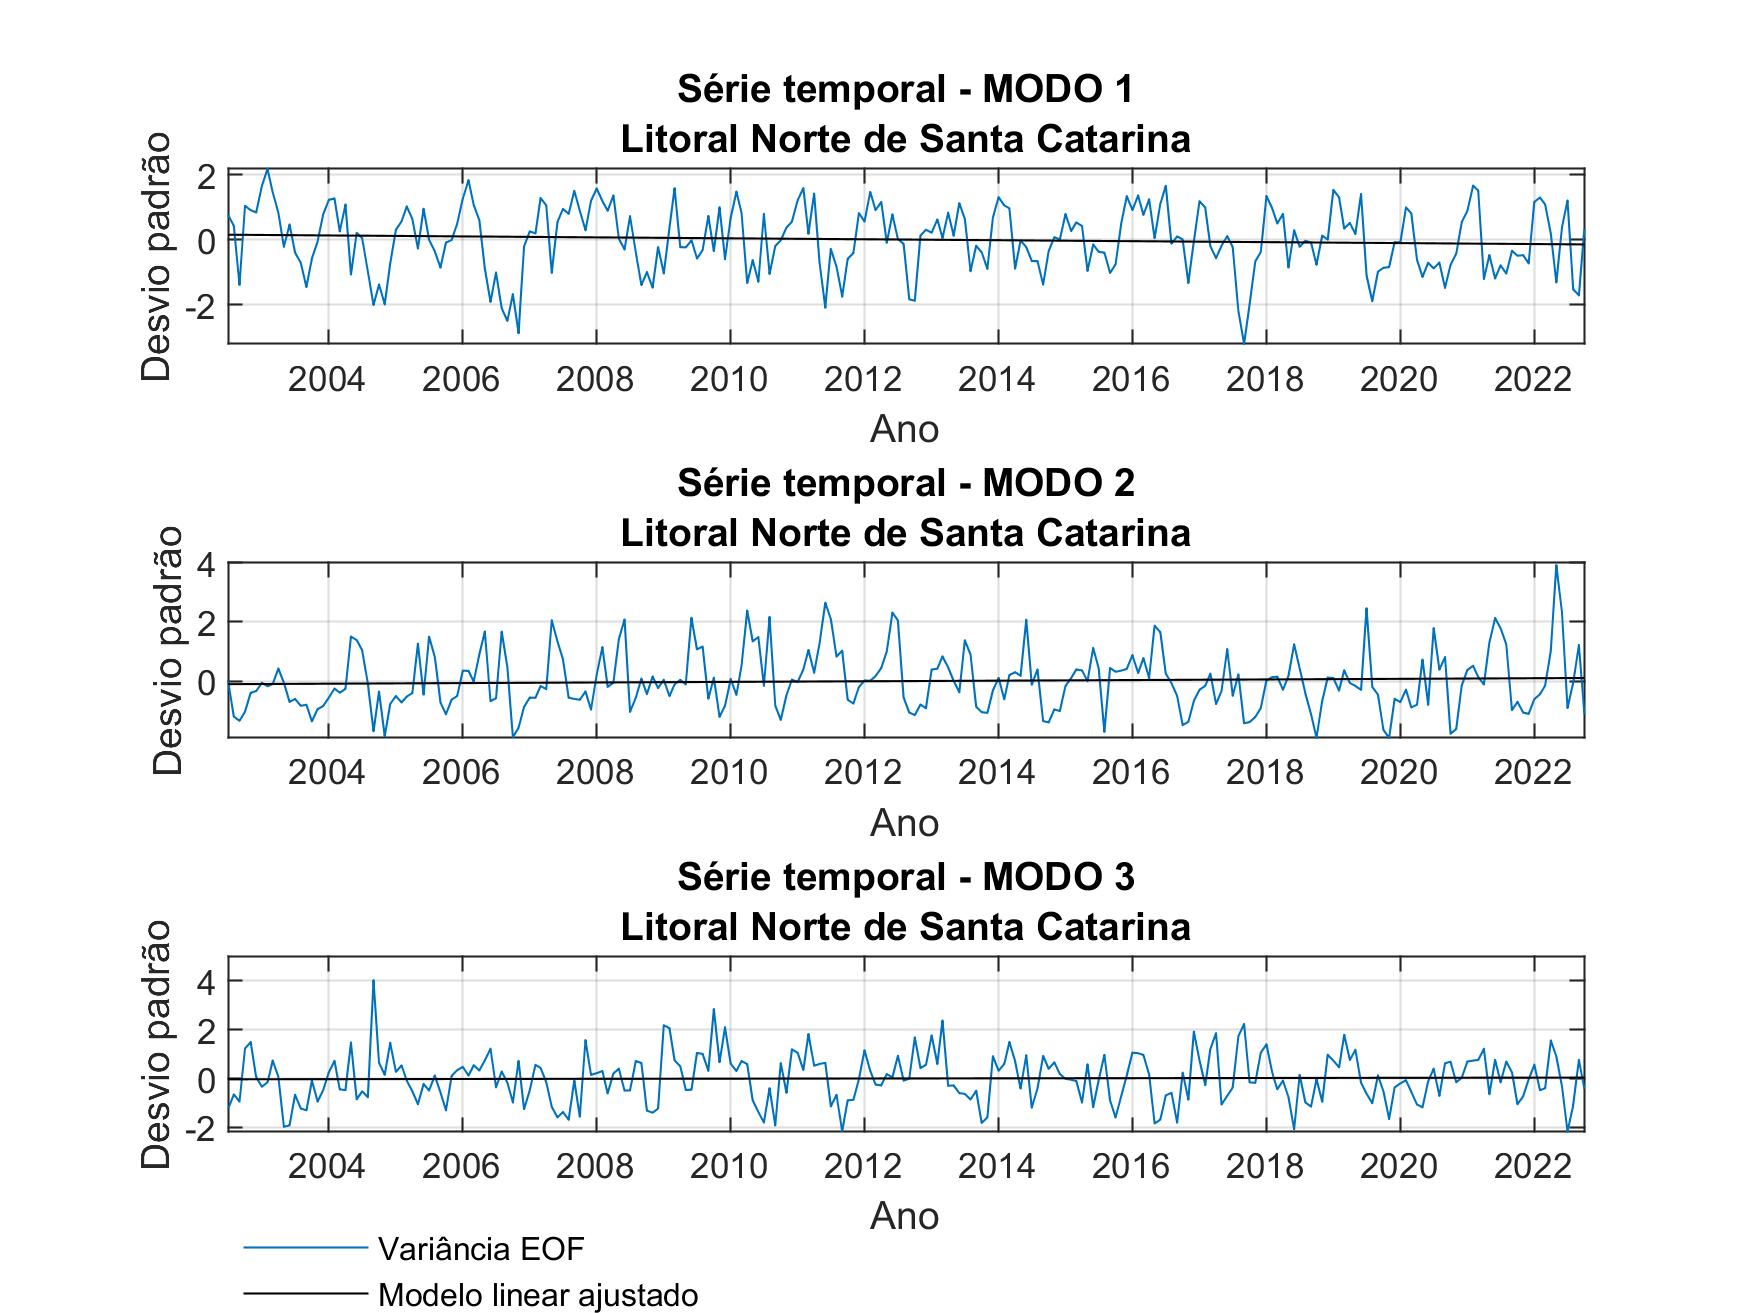 Série temporal - MODO 1
Litoral Norte de Santa Catarina
Desvio padrão
2
0
-2
2004 2006 2008 2010 2012 2014 2016 2018 2020 2022
Ano
Série temporal - MODO 2
Litoral Norte de Santa Catarina
Desvio padrão
4
2
0
2004 2006 2008 2010 2012 2014 2016 2018 2020 2022
Ano
Série temporal - MODO 3
Litoral Norte de Santa Catarina
Desvio padrão
4
2
0
-2
2004 2006 2008 2010 2012 2014 2016 2018 2020 2022
Ano
Variância EOF
Modelo linear ajustado